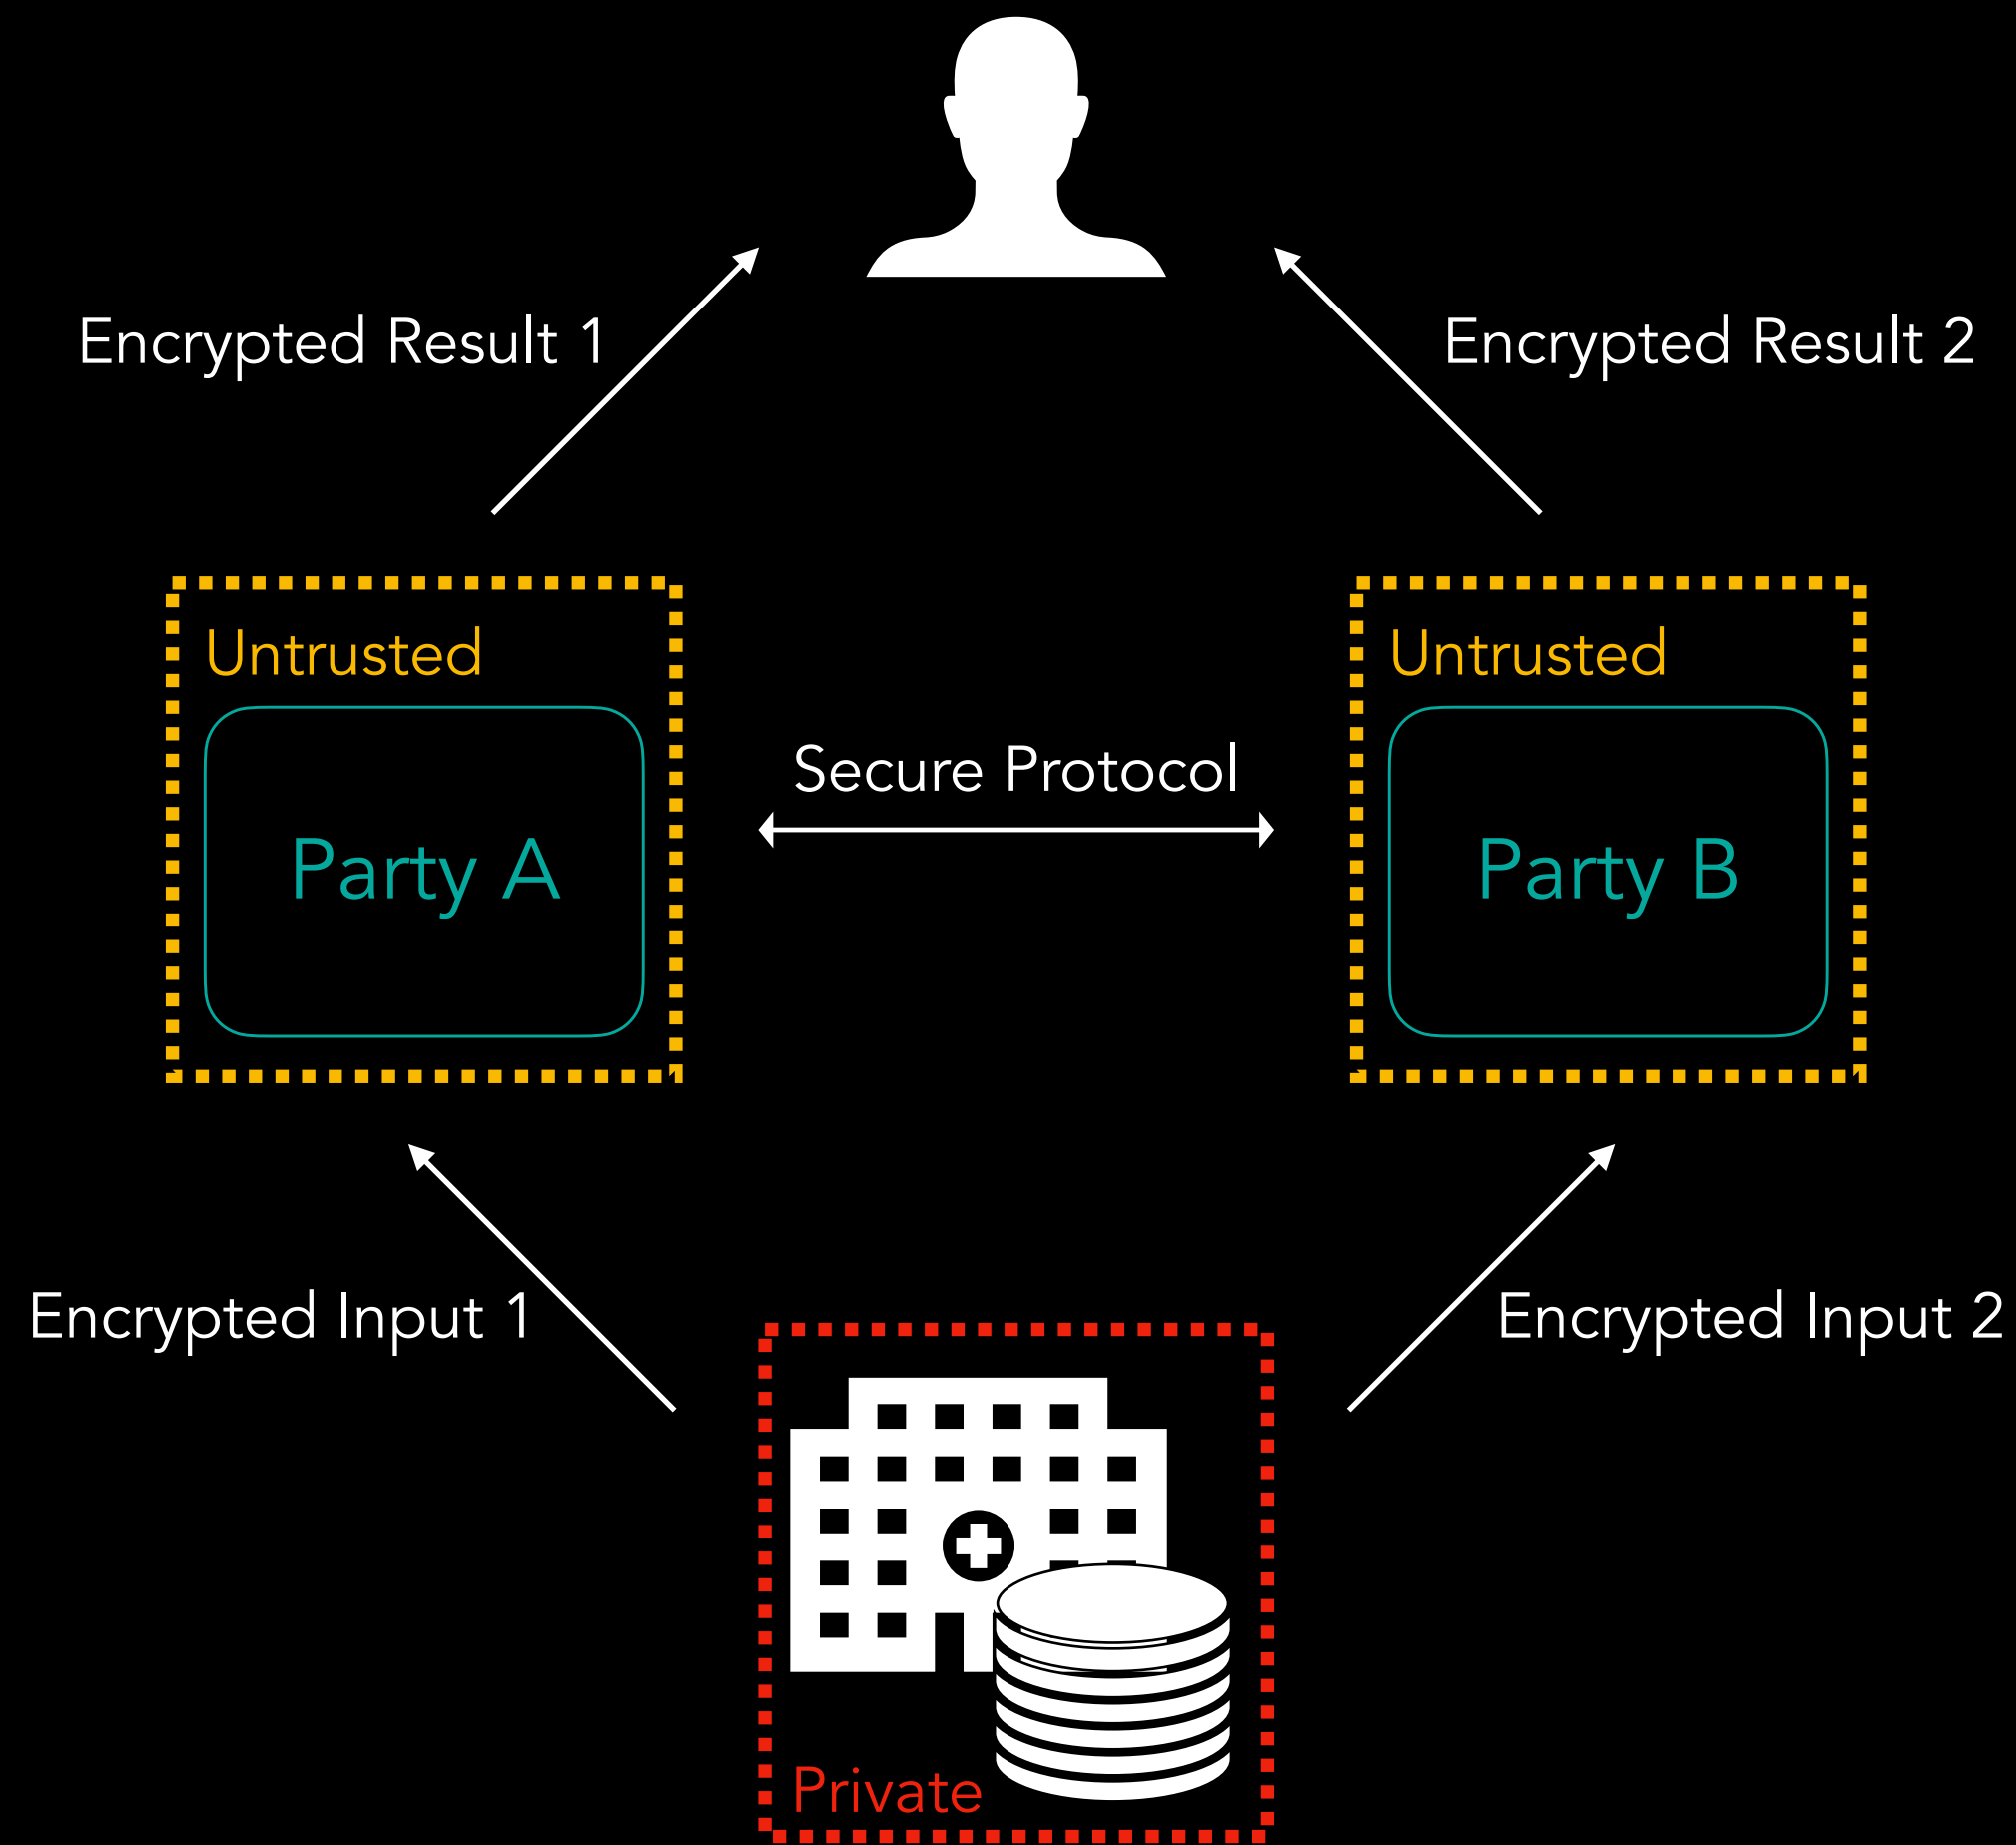 Encrypted Result 1
Encrypted Result 2
Untrusted
Untrusted
Secure Protocol
Party A
Party B
Encrypted Input 1
Encrypted Input 2
Private